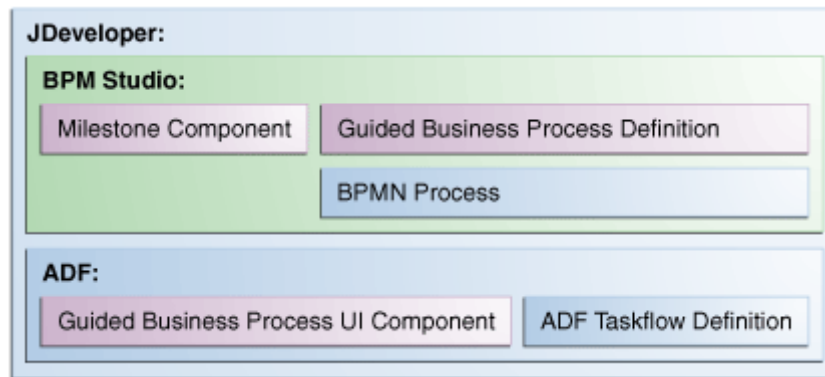 JDeveloper:
BPM Studio:
Milestone Component
Guided Business Process Definition
BPMN Process
ADF:
Guided Business Process UI Component
ADF Taskflow Definition